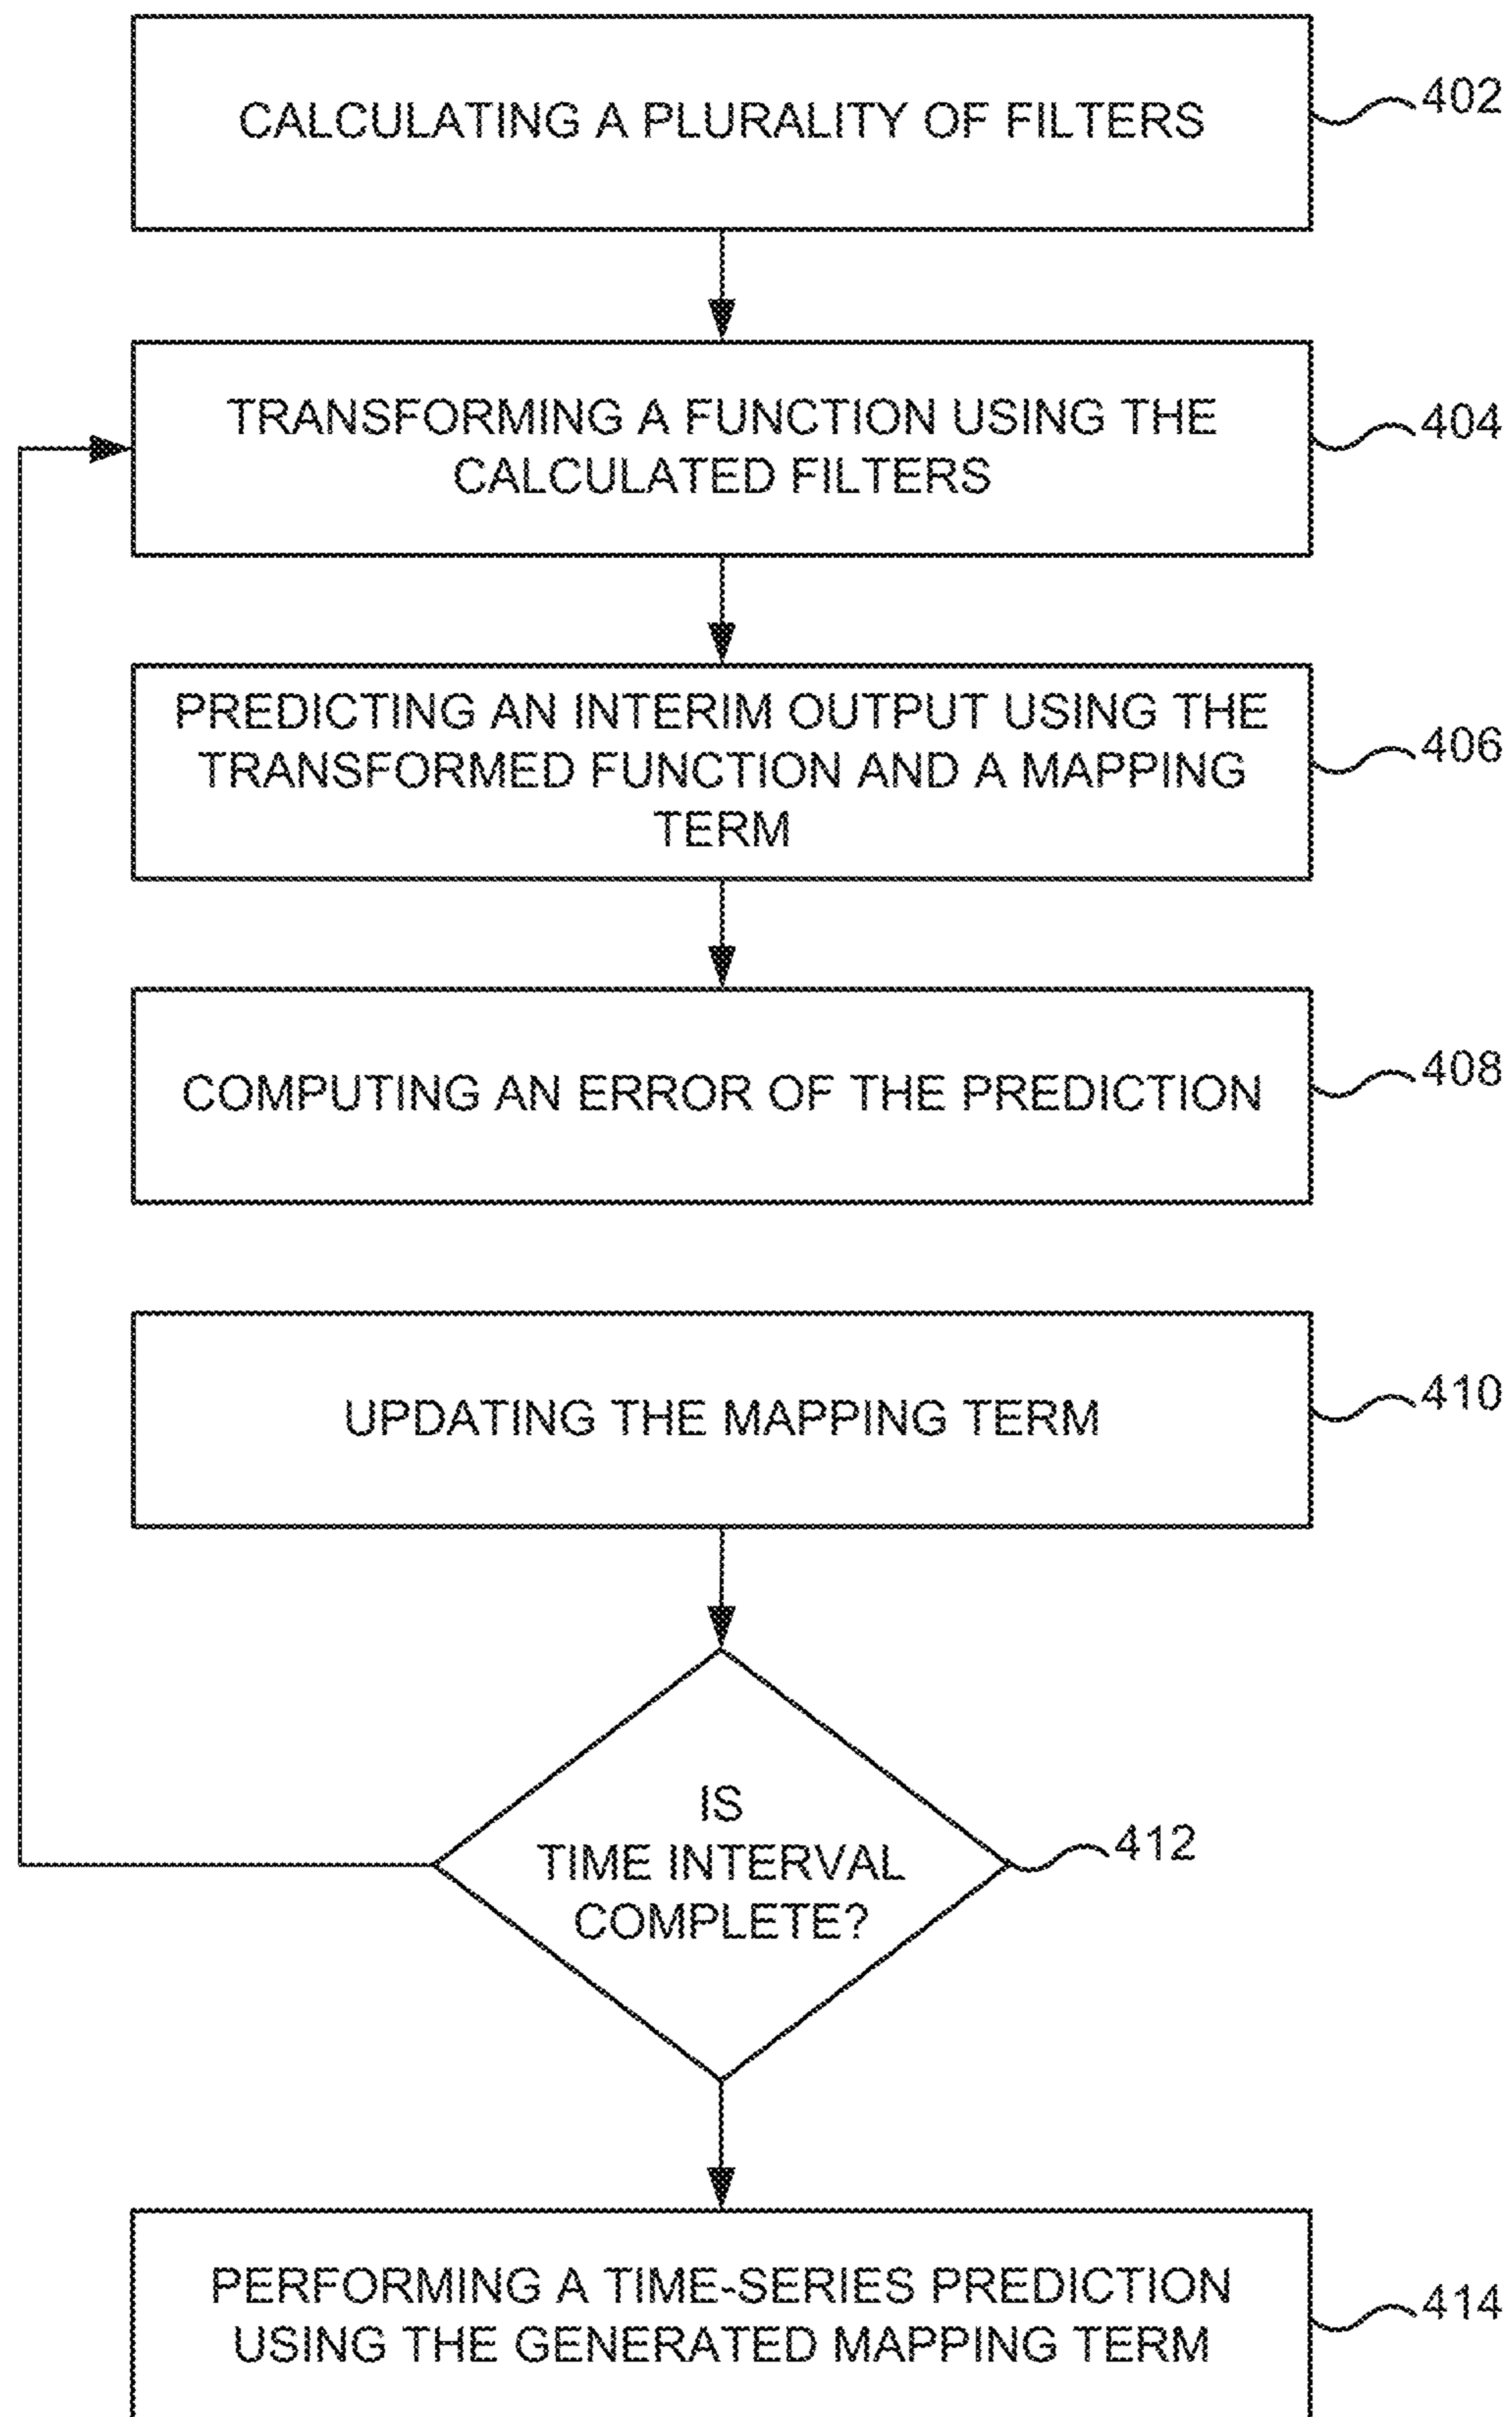 CALCULATING A PLURALITY OF FILTERS
402
TRANSFORMING A FUNCTION USING THE
CALCULATED FILTERS
404
PREDICTING AN INTERIM OUTPUT USING THE
TRANSFORMED FUNCTION AND A MAPPING
TERM
406
COMPUTING AN ERROR OF THE PREDICTION
408
UPDATING THE MAPPING TERM
410
IS
TIME INTERVAL
COMPLETE?
412
PERFORMING A TIME-SERIES PREDICTION
USING THE GENERATED MAPPING TERM
414